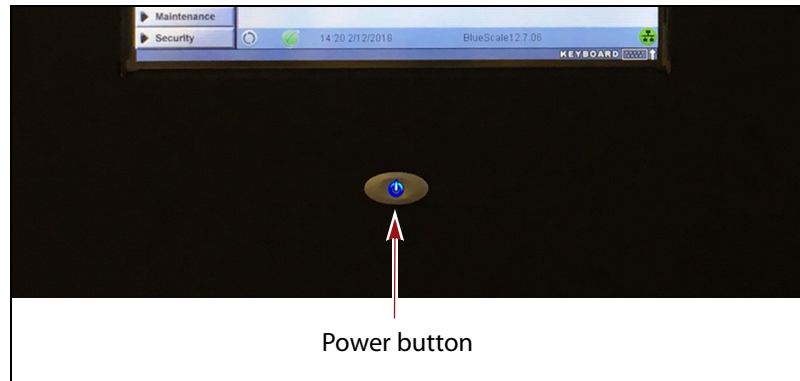 Maintenance
Security
14:20 2/12/2018 BlueScale12.7.06
KEYBOARD
Power button